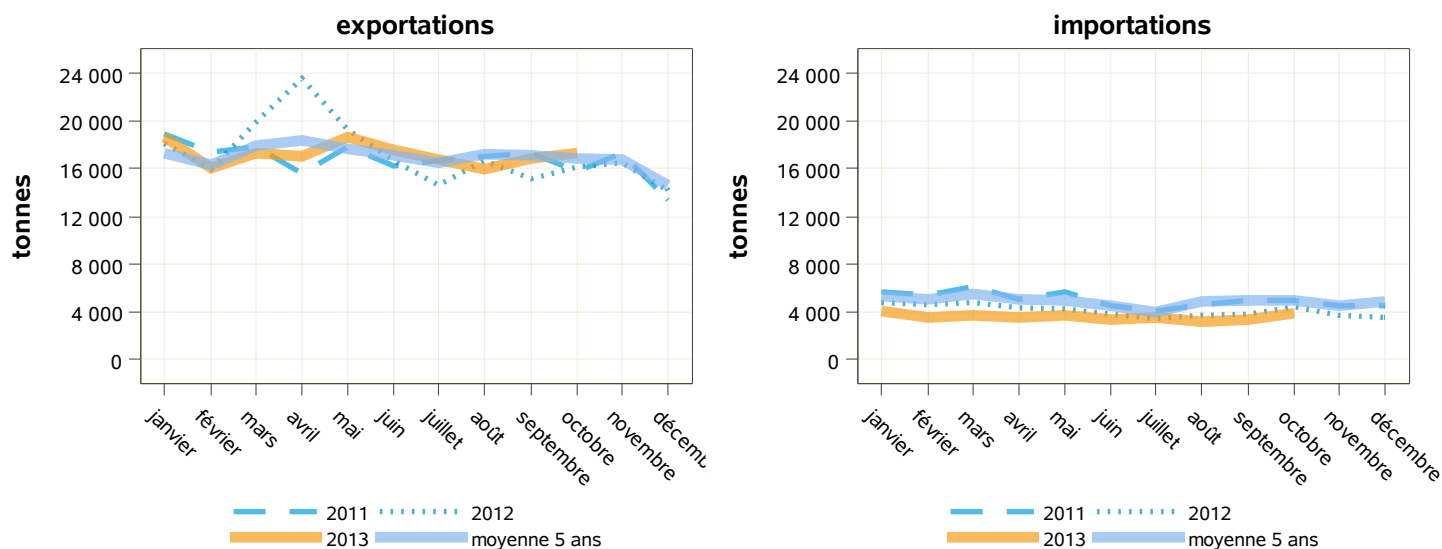 exportations
tonnes
24 000
20 000
16 000
12 000
8 000
4 000
0
janvier
février
mars
avril
mai
juin
juillet
août
septembre
octobre
novembre
décemb
2011
2012
2013
moyenne 5 ans
importations
tonnes
24 000
20 000
16 000
12 000
8 000
4 000
0
janvier
février
mars
avril
mai
juin
juillet
août
septembre
octobre
novembre
décembre
2011
2012
2013
moyenne 5 ans